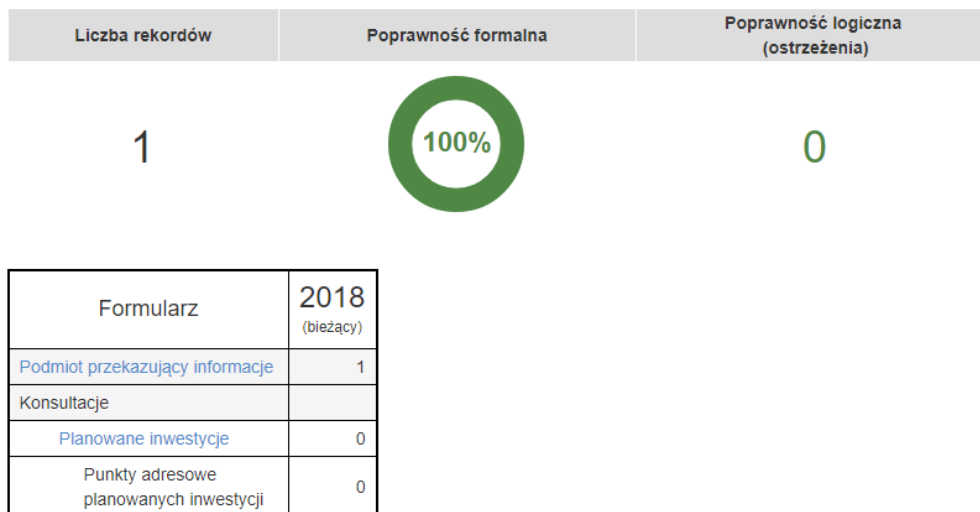 Liczba rekordów
Poprawność formalna
Poprawność logiczna
(ostrzeżenia)
1
100%
0
Formularz
2018
(bieżący)
Podmiot przekazujący informacje 1
Konsultacje
Planowane inwestycje 0
Punkty adresowe
planowanych inwestycji 0